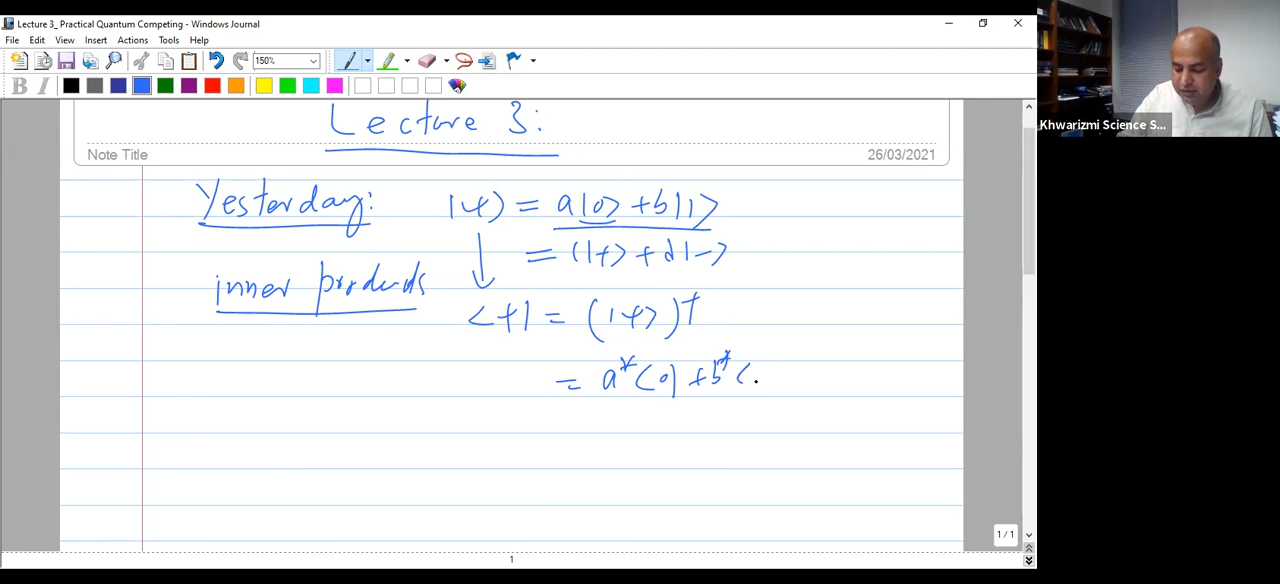 Lecture 3_ Practical Quantum Competing - Windows Journal
File Edit View Insert Actions Tools Help
150%
B I
Khwarizmi Science S...
Lecture 3:
Note Title
26/03/2021
Yesterday: |ψ⟩ = a|0⟩ + b|1⟩
= c|+⟩ + d|-⟩
inner products
⟨ψ| = (|ψ⟩)†
= a*⟨0| + b*⟨
1 / 1
1